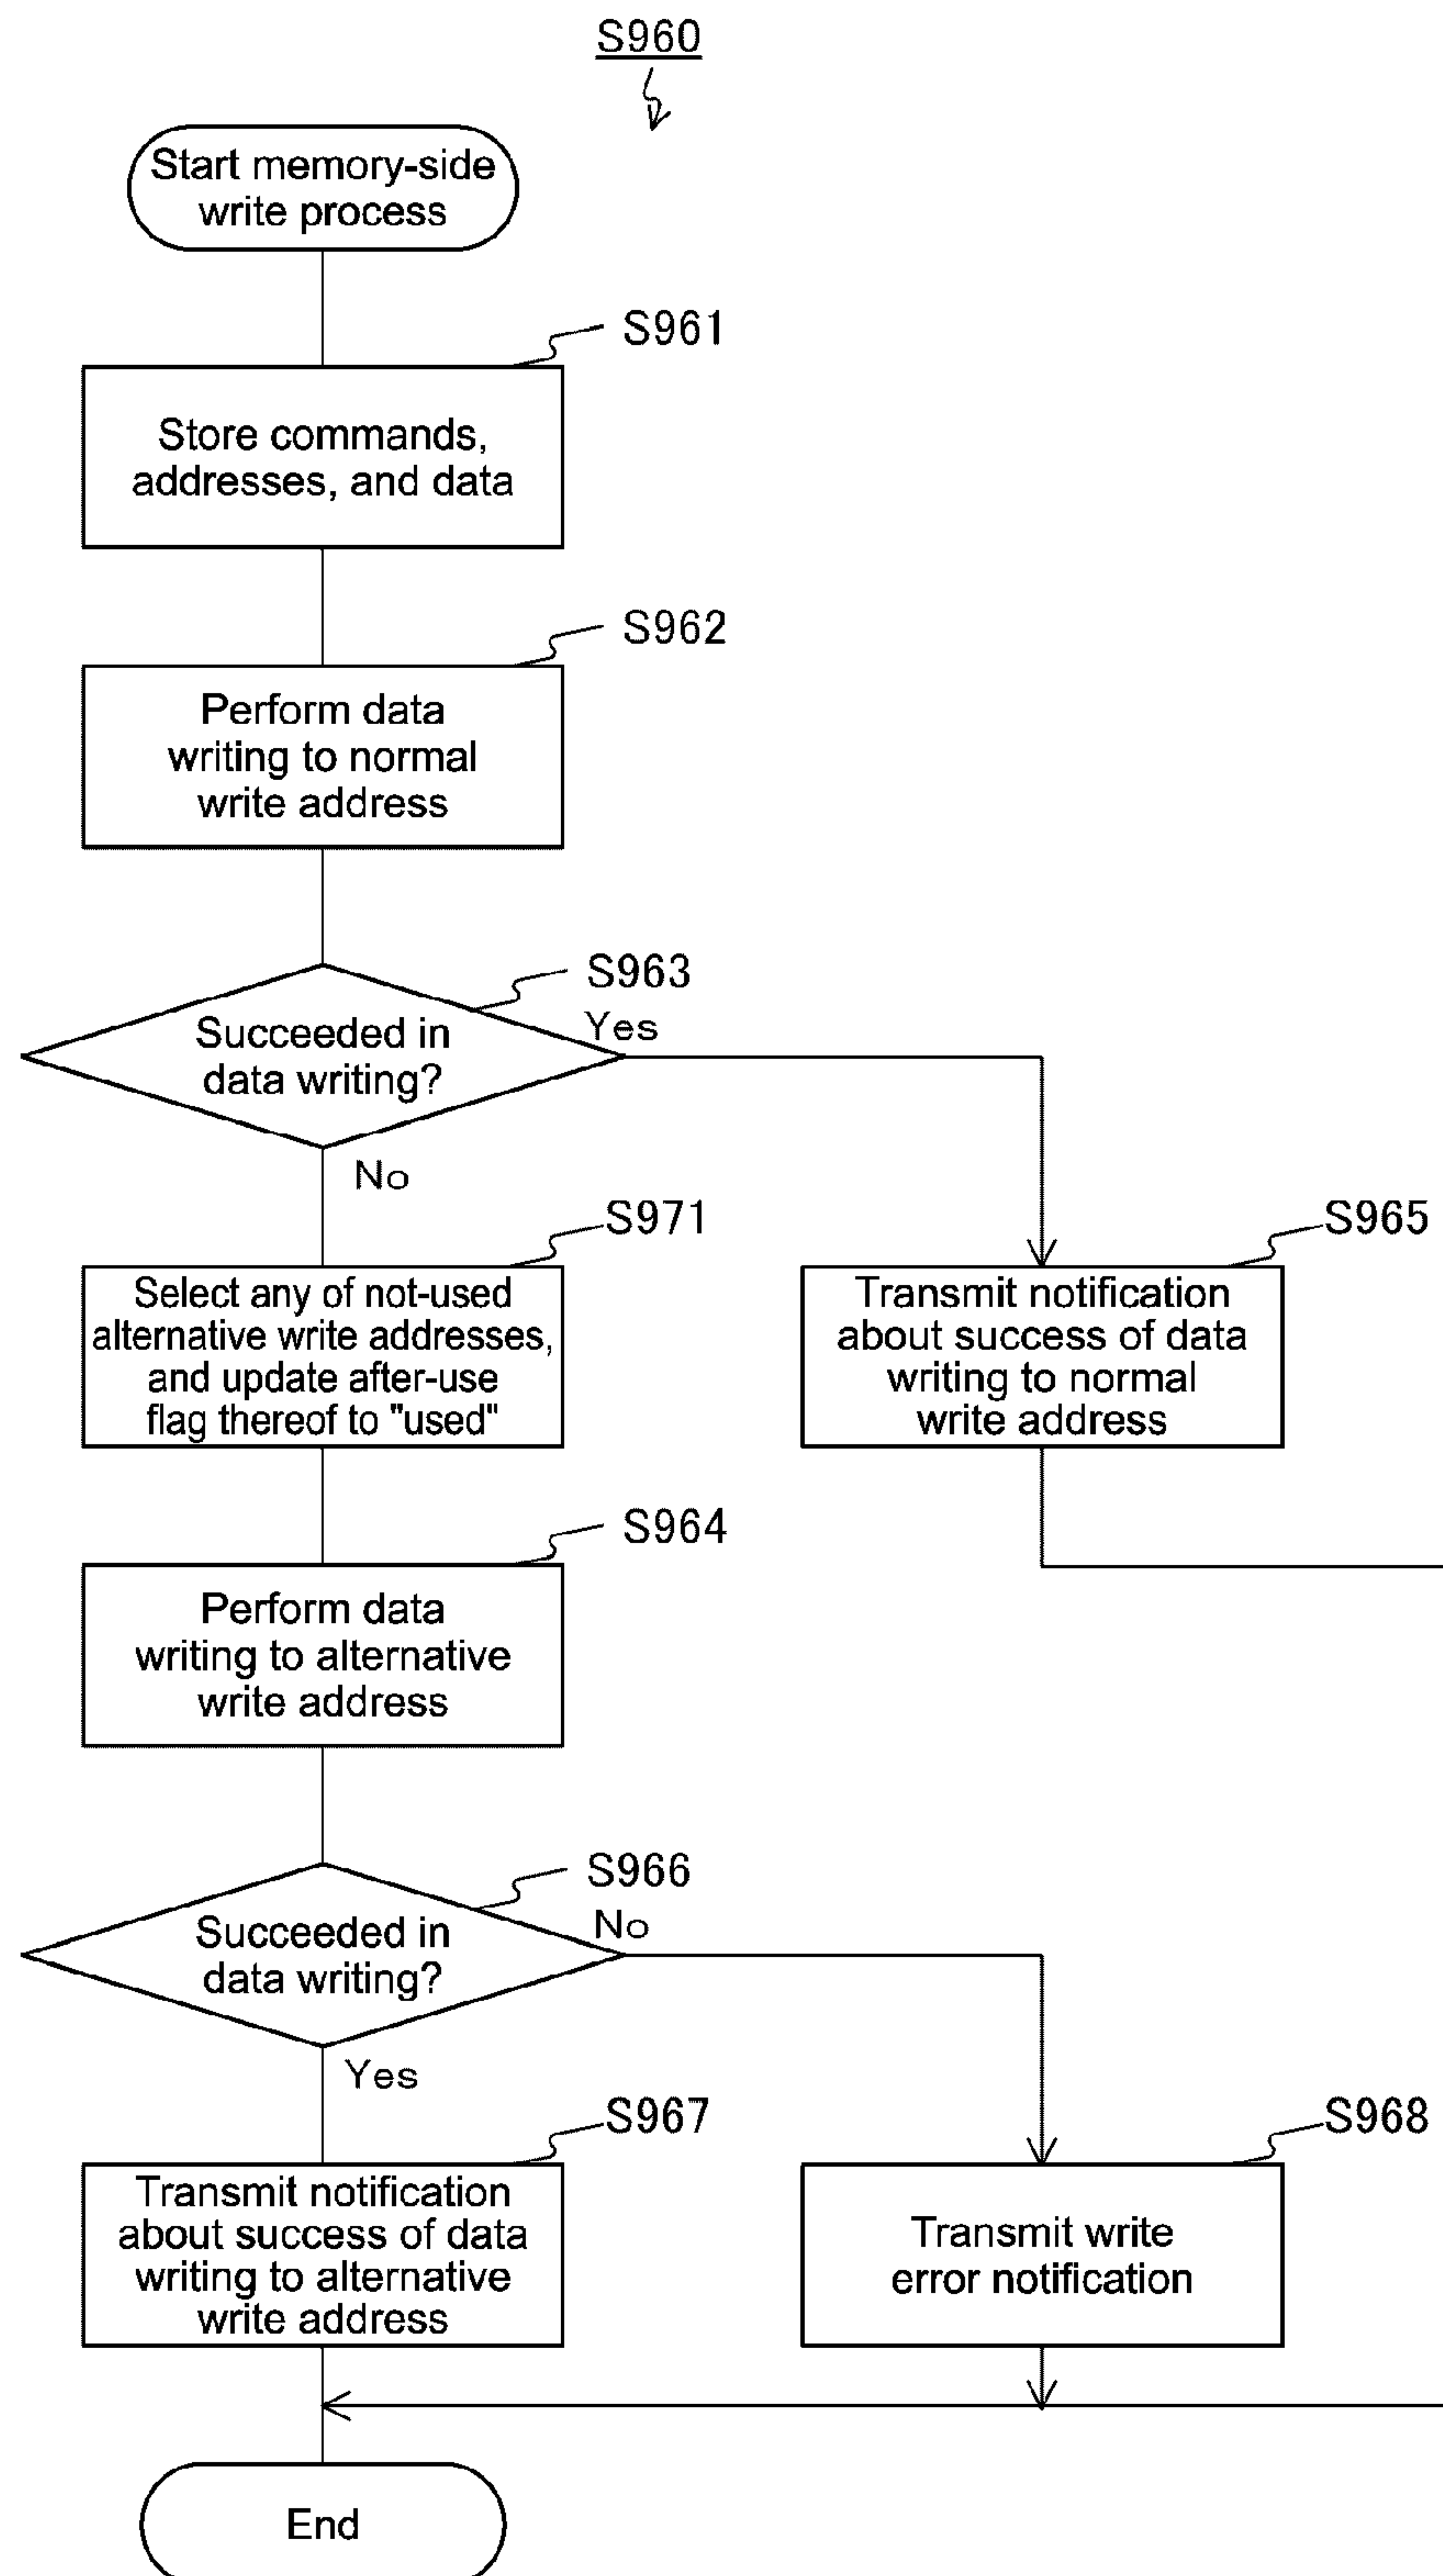 S960
Start memory-side
write process
S961
Store commands,
addresses, and data
S962
Perform data
writing to normal
write address
S963
Succeeded in
data writing?
Yes
No
S971
Select any of not-used
alternative write addresses,
and update after-use
flag thereof to "used"
S965
Transmit notification
about success of data
writing to normal
write address
S964
Perform data
writing to alternative
write address
S966
Succeeded in
data writing?
No
Yes
S967
Transmit notification
about success of data
writing to alternative
write address
S968
Transmit write
error notification
End